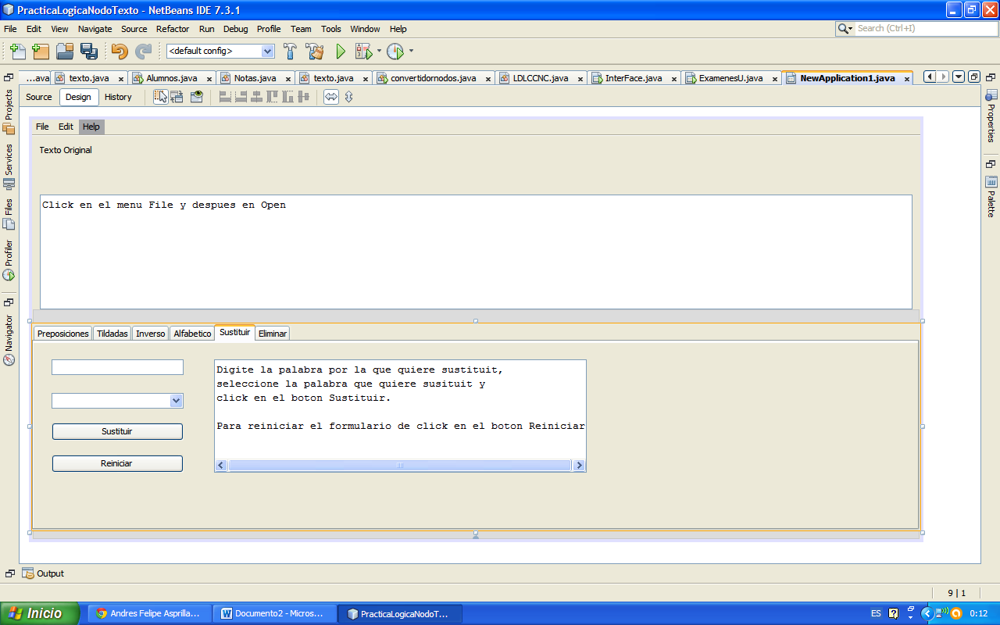 PracticaLogicaNodoTexto - NetBeans IDE 7.3.1
File Edit View Navigate Source Refactor Run Debug Profile Team Tools Window Help
Search (Ctrl+I)
<default config>
...ava texto.java Alumnos.java Notas.java texto.java convertidornodos.java LDLCCNC.java InterFace.java ExamenesU.java NewApplication1.java
Source Design History
Projects
Services
Files
Profiler
Navigator
Properties
Palette
File Edit Help
Texto Original
Click en el menu File y despues en Open
Preposiciones Tildadas Inverso Alfabetico Sustituir Eliminar
Digite la palabra por la que quiere sustituit,
seleccione la palabra que quiere susituit y
click en el boton Sustituir.
Para reiniciar el formulario de click en el boton Reiniciar
Sustituir
Reiniciar
Output
9 | 1
Inicio
Andres Felipe Asprilla...
Documento2 - Micros...
PracticaLogicaNodoT...
ES
0:12